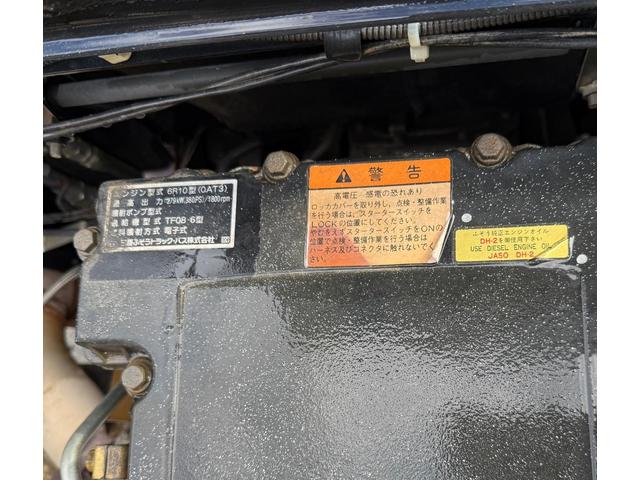 エンジン型式 6R10型(0AT3)
最高出力 279kW(380PS)/1800rpm
噴射ポンプ型式
過給機型式 TF08-6型
燃料噴射方式 電子式
三菱ふそうトラック・バス株式会社
警告
高電圧・感電の恐れあり
ロッカカバーを取り外し、点検・整備作業
を行う場合は、スタータースイッチを
LOCKの位置にしてください。
やむをえずスタータースイッチをONの
位置で点検・整備作業を行う場合は
ハーネス及びコネクタに触れないでく
ださい。
ふそう純正エンジンオイル
DH-2を御使用下さい
USE DIESEL ENGINE OIL
JASO DH-2